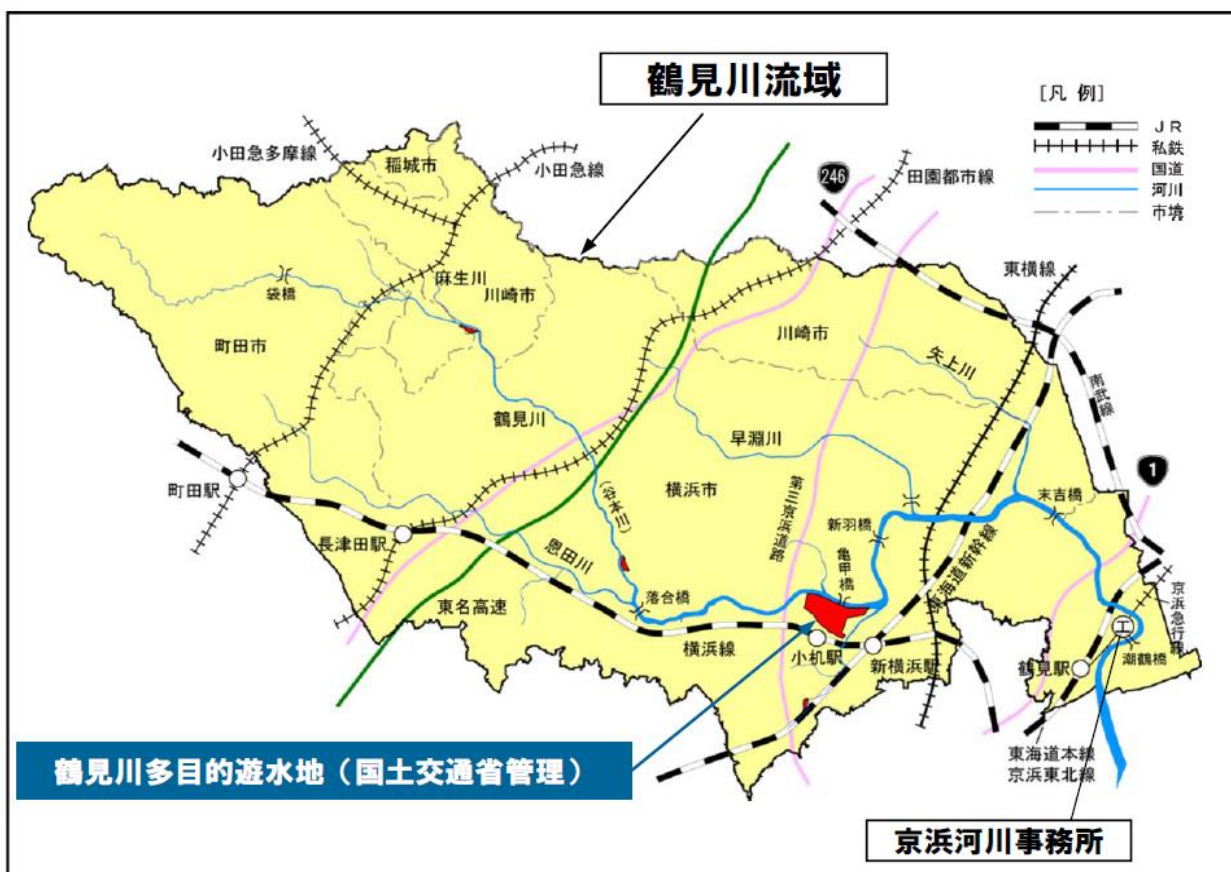 鶴見川流域
[凡 例]
JR
私鉄
国道
河川
市境
小田急多摩線
稲城市
小田急線
246
田園都市線
東横線
袋橋
麻生川
川崎市
町田市
川崎市
矢上川
南武線
鶴見川
早淵川
1
町田駅
(谷本川)
横浜市
第三京浜道路
新羽橋
末吉橋
長津田駅
恩田川
亀甲橋
東海道新幹線
京浜急行線
東名高速
落合橋
横浜線
小机駅
新横浜駅
鶴見駅
工
潮鶴橋
鶴見川多目的遊水地(国土交通省管理)
東海道本線
京浜東北線
京浜河川事務所